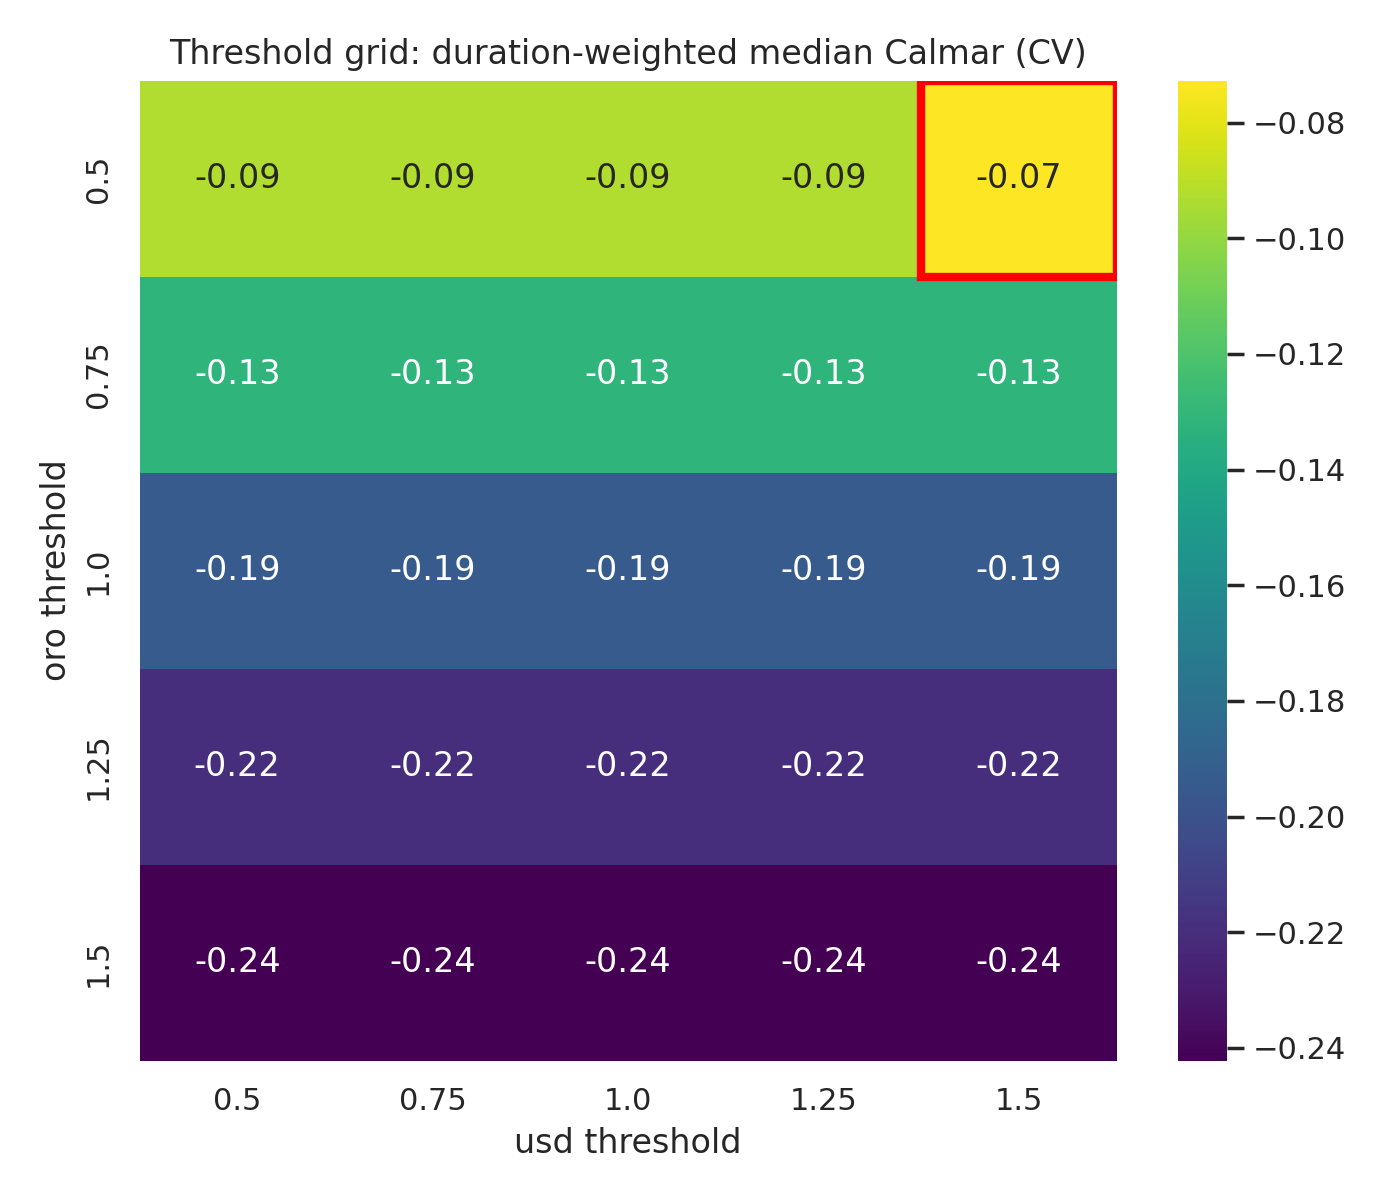 Threshold grid: duration-weighted median Calmar (CV)
oro threshold
0.5 -0.09 -0.09 -0.09 -0.09 -0.07
0.75 -0.13 -0.13 -0.13 -0.13 -0.13
1.0 -0.19 -0.19 -0.19 -0.19 -0.19
1.25 -0.22 -0.22 -0.22 -0.22 -0.22
1.5 -0.24 -0.24 -0.24 -0.24 -0.24
0.5 0.75 1.0 1.25 1.5
usd threshold
−0.08
−0.10
−0.12
−0.14
−0.16
−0.18
−0.20
−0.22
−0.24